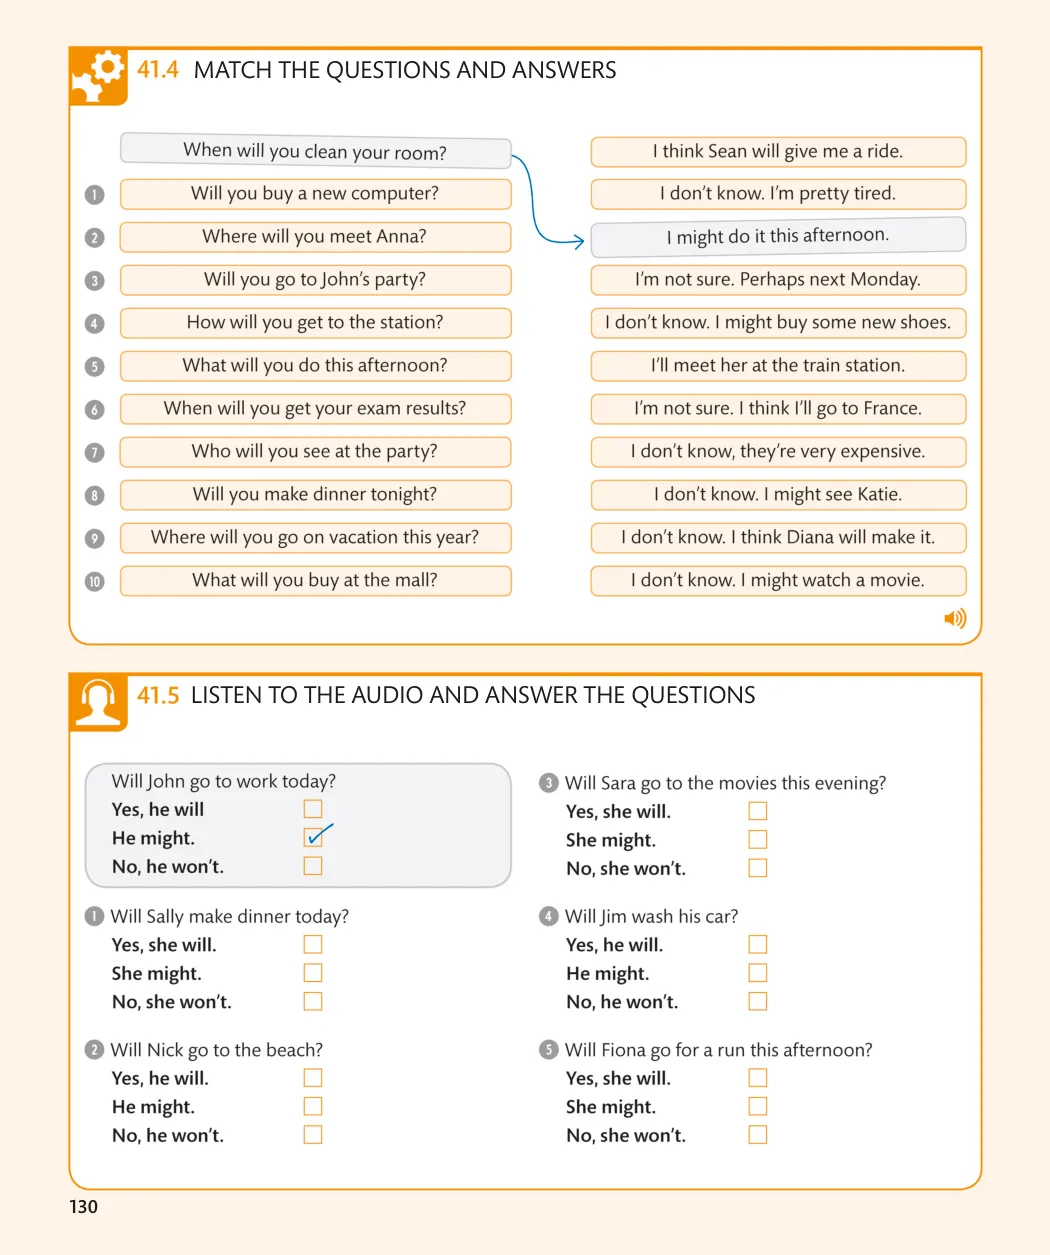 41.4 MATCH THE QUESTIONS AND ANSWERS
When will you clean your room?
I think Sean will give me a ride.
1 Will you buy a new computer?
I don't know. I'm pretty tired.
2 Where will you meet Anna?
I might do it this afternoon.
3 Will you go to John's party?
I'm not sure. Perhaps next Monday.
4 How will you get to the station?
I don't know. I might buy some new shoes.
5 What will you do this afternoon?
I'll meet her at the train station.
6 When will you get your exam results?
I'm not sure. I think I'll go to France.
7 Who will you see at the party?
I don't know, they're very expensive.
8 Will you make dinner tonight?
I don't know. I might see Katie.
9 Where will you go on vacation this year?
I don't know. I think Diana will make it.
10 What will you buy at the mall?
I don't know. I might watch a movie.
41.5 LISTEN TO THE AUDIO AND ANSWER THE QUESTIONS
Will John go to work today?
Yes, he will
He might.
No, he won't.
1 Will Sally make dinner today?
Yes, she will.
She might.
No, she won't.
2 Will Nick go to the beach?
Yes, he will.
He might.
No, he won't.
3 Will Sara go to the movies this evening?
Yes, she will.
She might.
No, she won't.
4 Will Jim wash his car?
Yes, he will.
He might.
No, he won't.
5 Will Fiona go for a run this afternoon?
Yes, she will.
She might.
No, she won't.
130